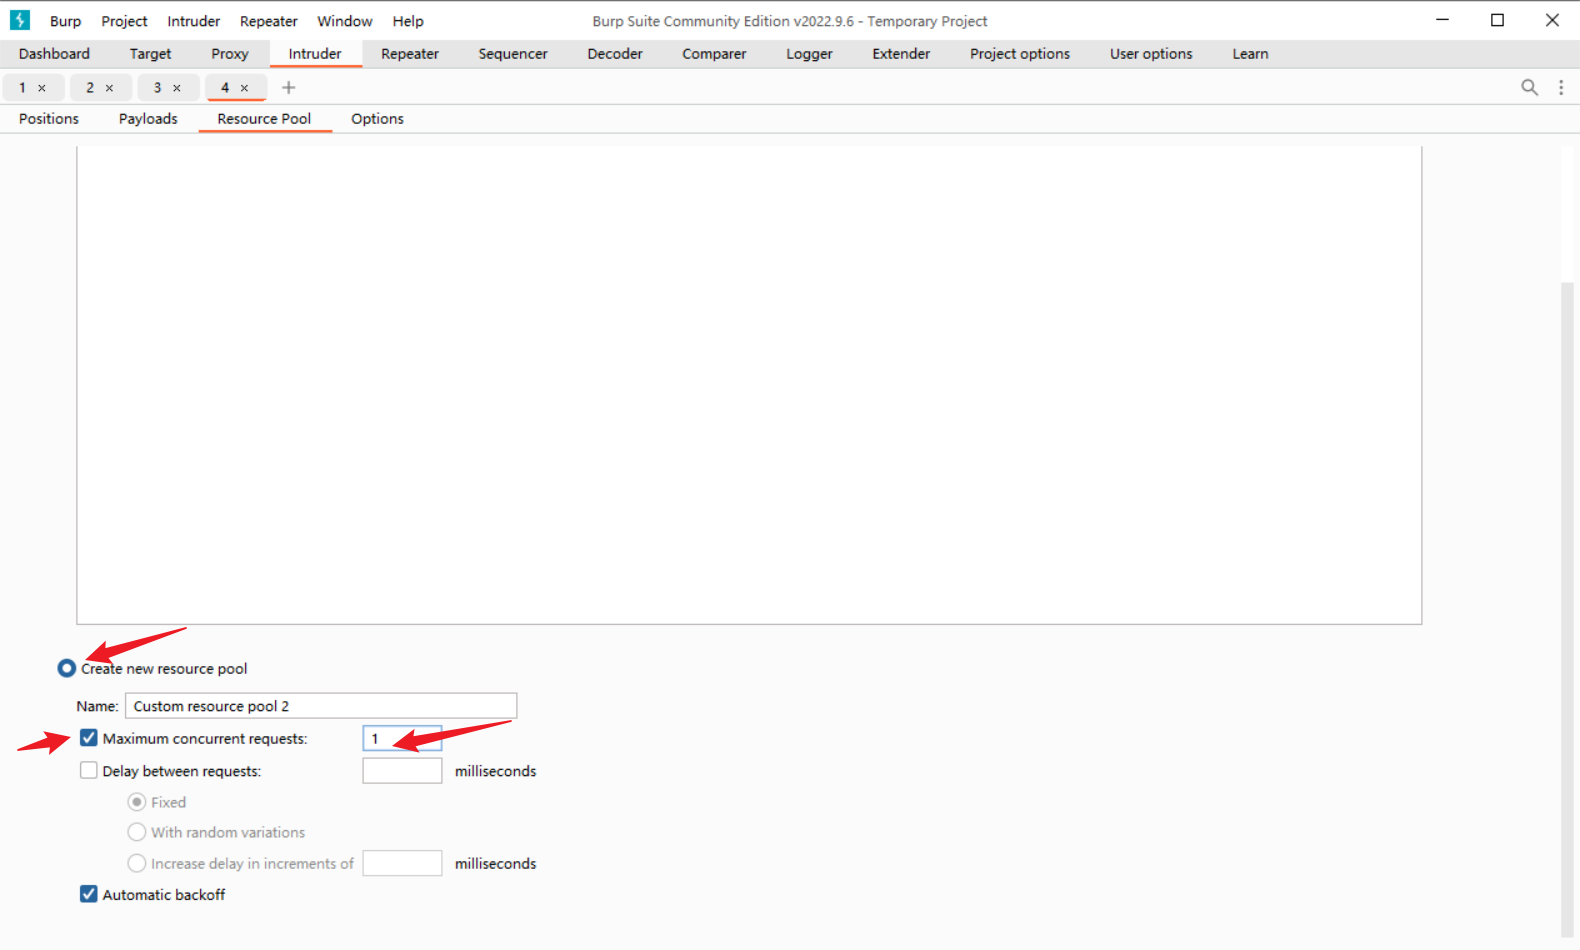 Burp Project Intruder Repeater Window Help Burp Suite Community Edition v2022.9.6 - Temporary Project
Dashboard Target Proxy Intruder Repeater Sequencer Decoder Comparer Logger Extender Project options User options Learn
1 × 2 × 3 × 4 × +
Positions Payloads Resource Pool Options
Create new resource pool
Name: Custom resource pool 2
Maximum concurrent requests: 1
Delay between requests: milliseconds
Fixed
With random variations
Increase delay in increments of milliseconds
Automatic backoff